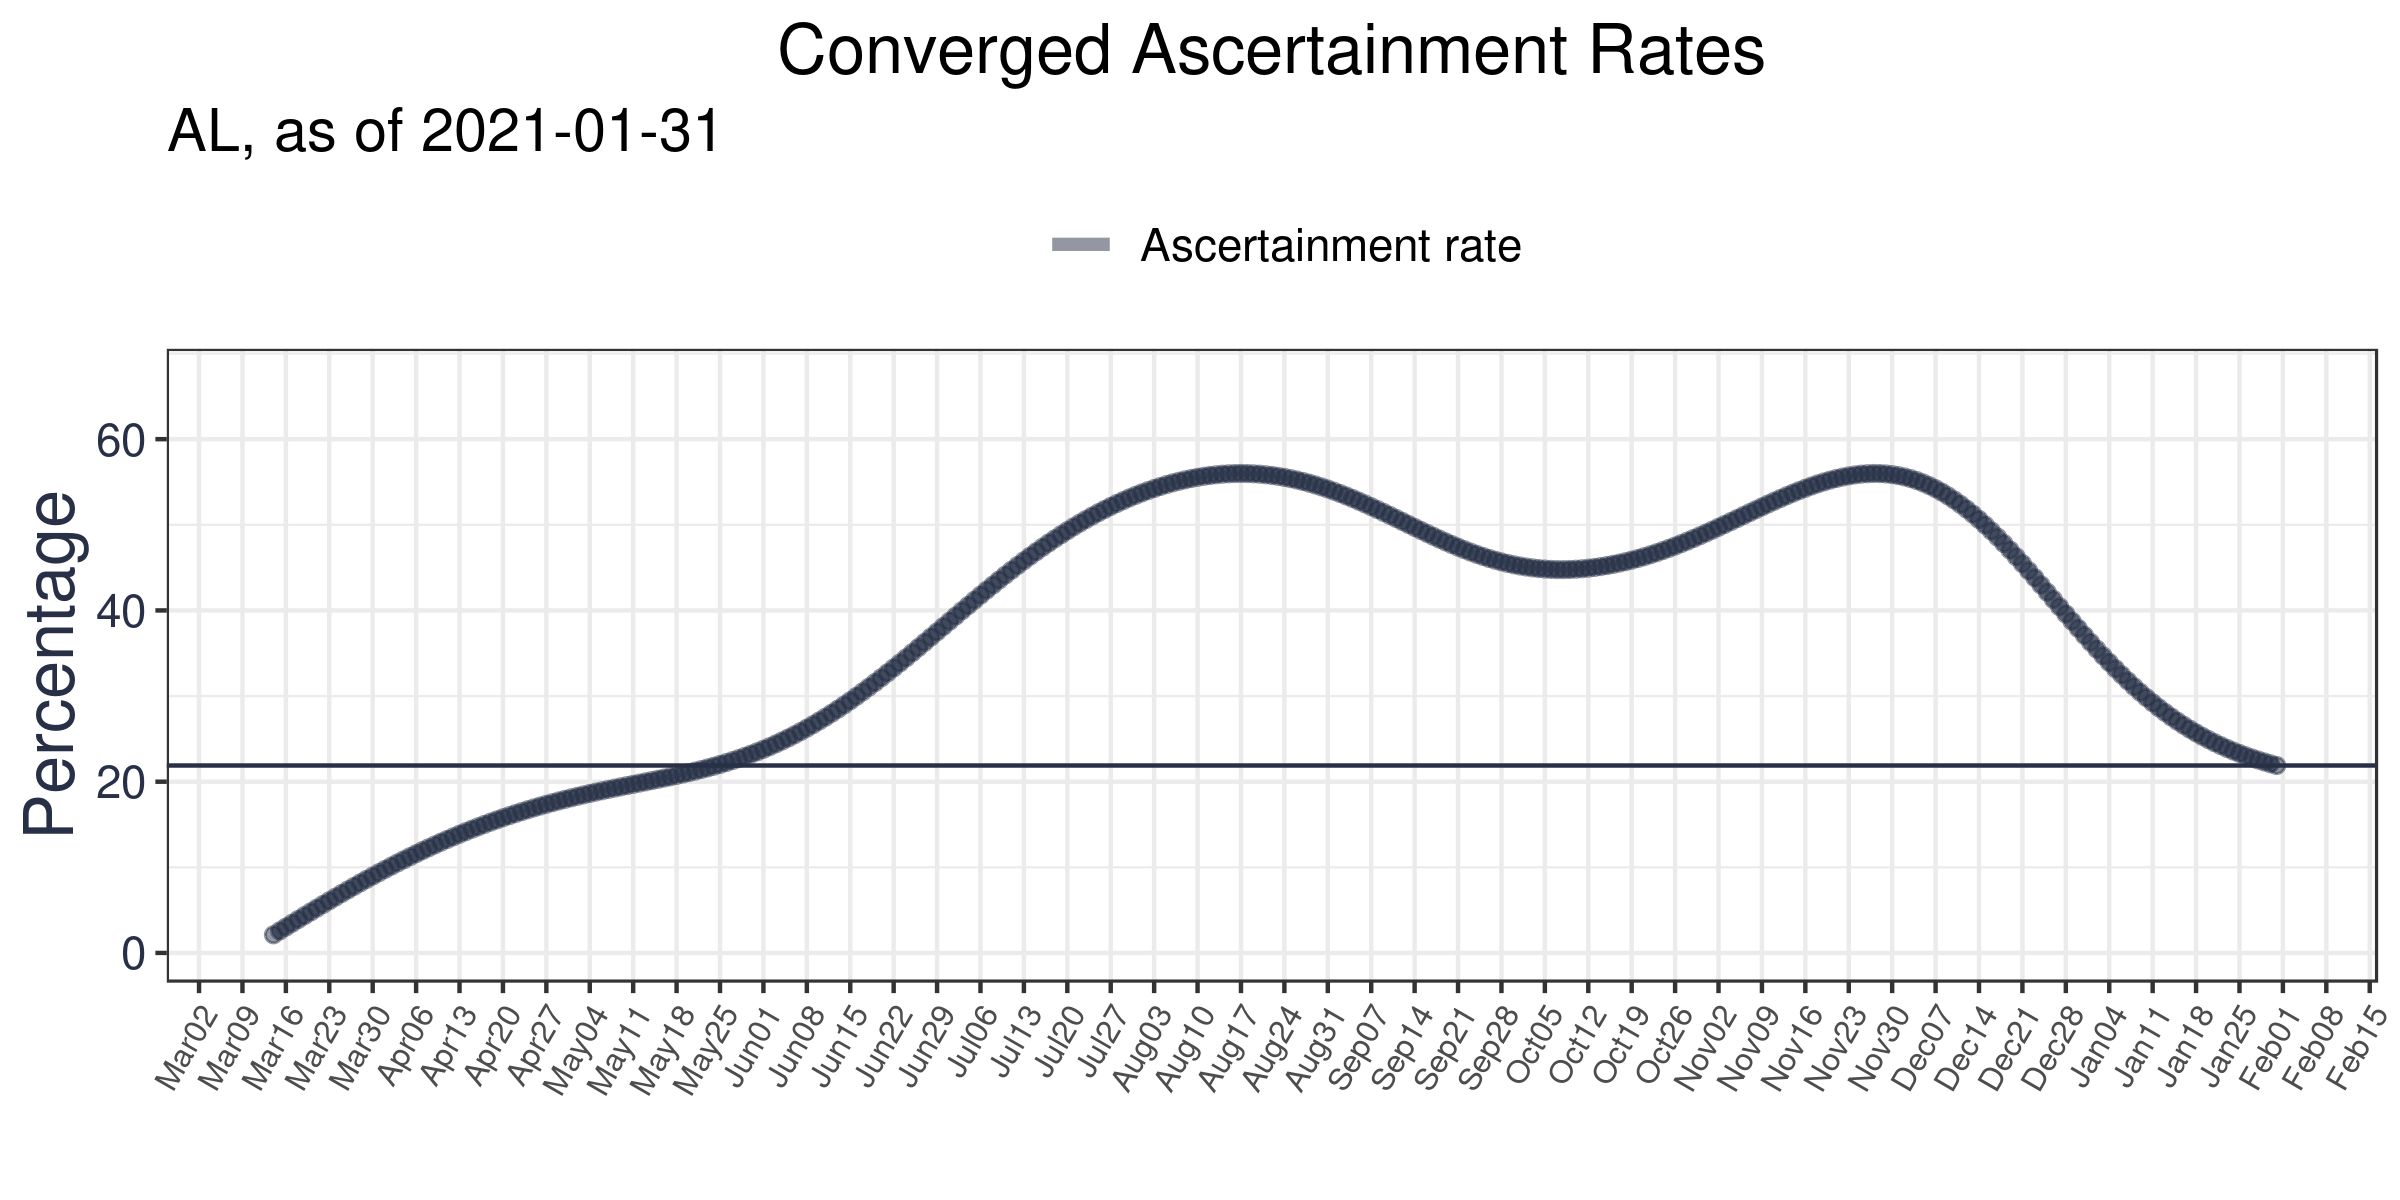 Converged Ascertainment Rates
AL, as of 2021-01-31
Ascertainment rate
Percentage
60
40
20
0
Mar02 Mar09 Mar16 Mar23 Mar30 Apr06 Apr13 Apr20 Apr27 May04 May11 May18 May25 Jun01 Jun08 Jun15 Jun22 Jun29 Jul06 Jul13 Jul20 Jul27 Aug03 Aug10 Aug17 Aug24 Aug31 Sep07 Sep14 Sep21 Sep28 Oct05 Oct12 Oct19 Oct26 Nov02 Nov09 Nov16 Nov23 Nov30 Dec07 Dec14 Dec21 Dec28 Jan04 Jan11 Jan18 Jan25 Feb01 Feb08 Feb15